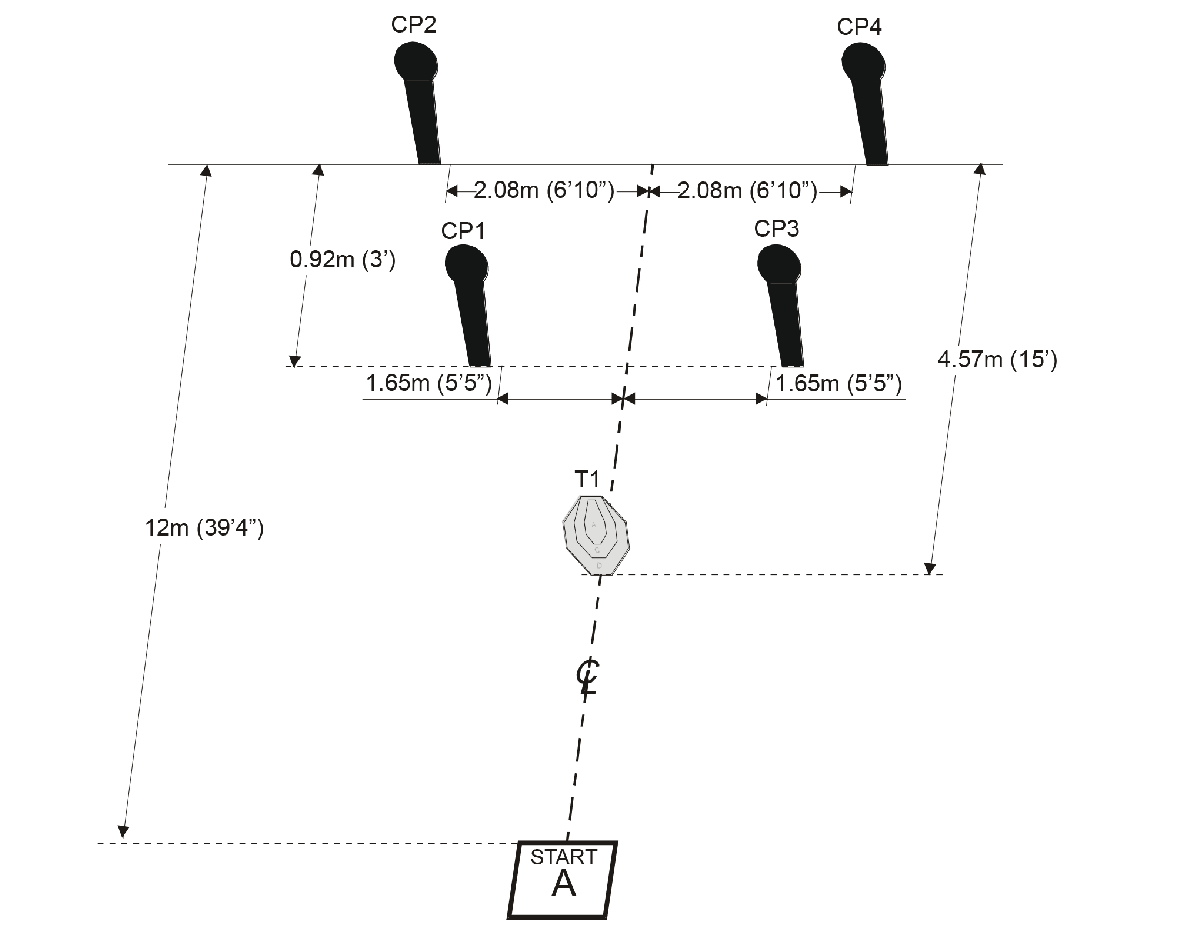 CP2
CP4
2.08m (6’10”)
2.08m (6’10”)
CP1
CP3
0.92m (3’)
4.57m (15’)
1.65m (5’5”)
1.65m (5’5”)
T1
12m (39’4”)
A
C
D
℄
START
A